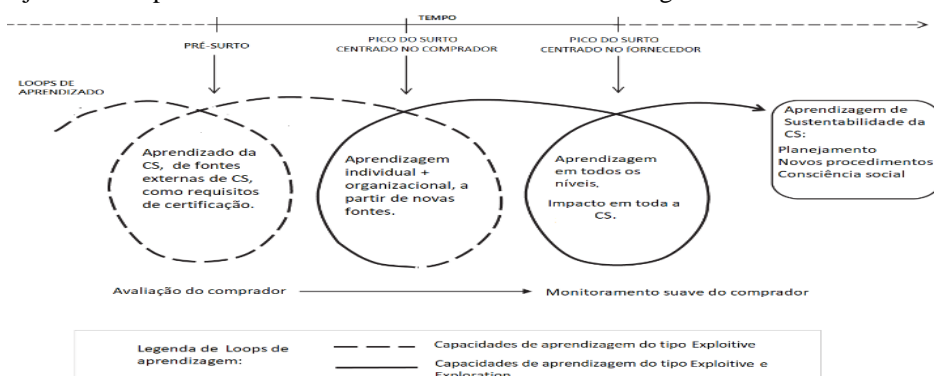 TEMPO
PRÉ-SURTO
PICO DO SURTO
CENTRADO NO COMPRADOR
PICO DO SURTO
CENTRADO NO FORNECEDOR
LOOPS DE
APRENDIZADO
Aprendizado da
CS, de fontes
externas de CS,
como requisitos
de certificação.
Aprendizagem
individual +
organizacional, a
partir de novas
fontes.
Aprendizagem
em todos os
níveis,
Impacto em toda a
CS.
Aprendizagem de
Sustentabilidade da
CS:
Planejamento
Novos procedimentos
Consciência social
Avaliação do comprador
Monitoramento suave do comprador
Legenda de Loops de
aprendizagem:
Capacidades de aprendizagem do tipo Exploitive
Capacidades de aprendizagem do tipo Exploitive e
Exploration